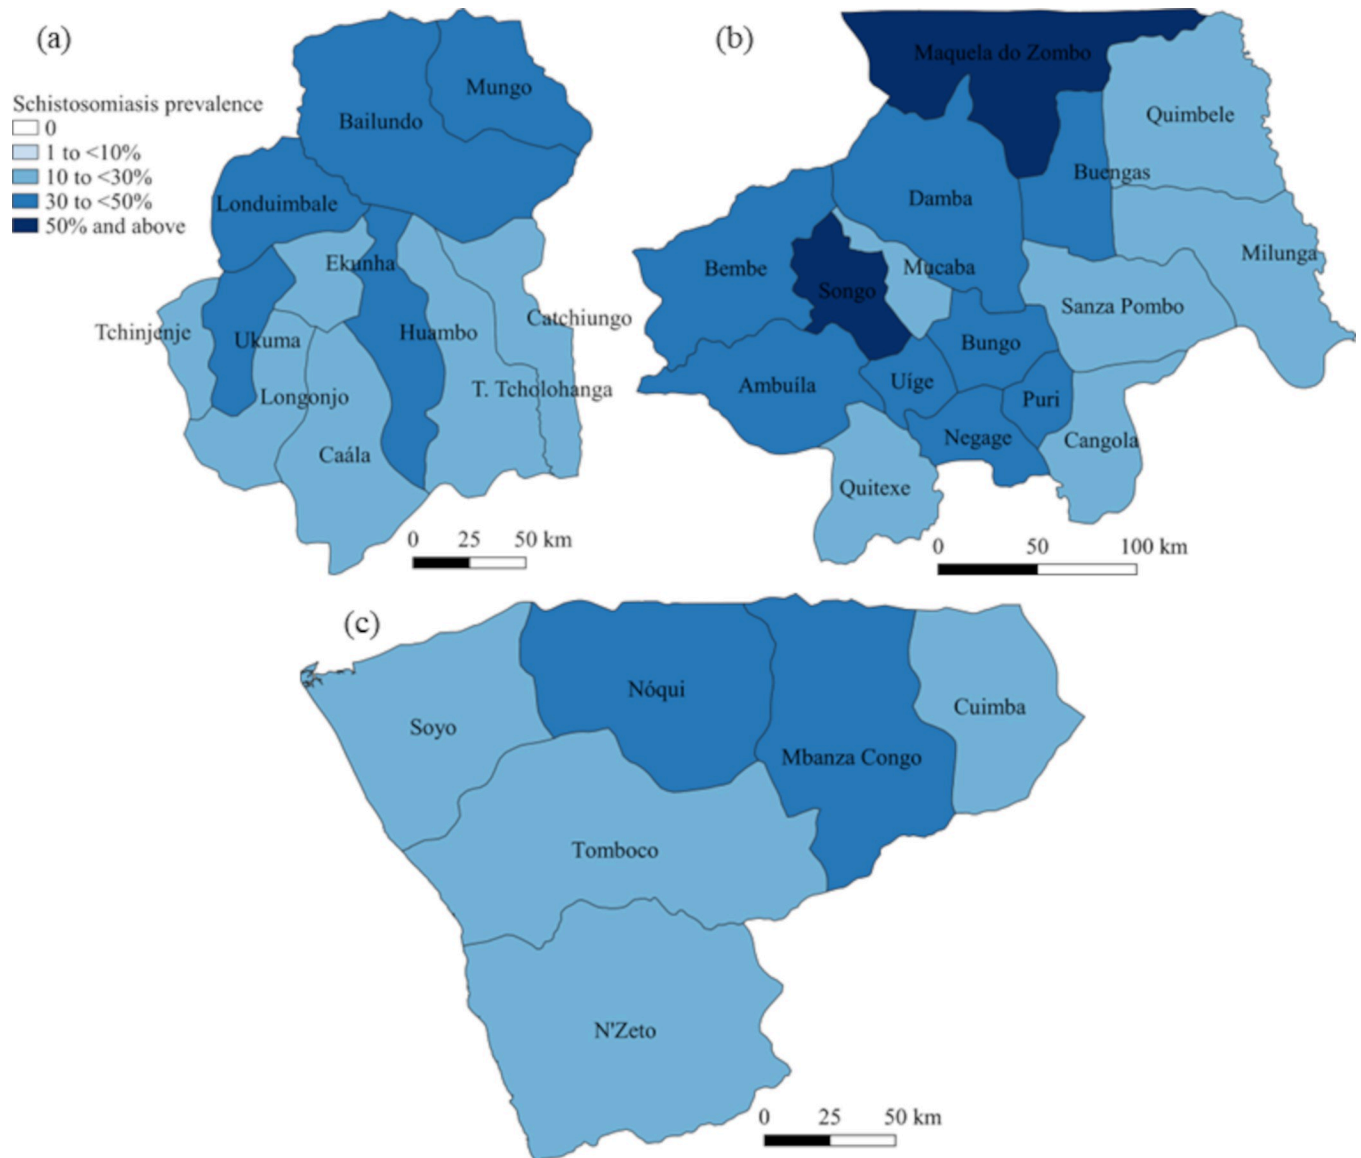 (a)
(b)
Schistosomiasis prevalence
0
1 to <10%
10 to <30%
30 to <50%
50% and above
Mungo
Bailundo
Londuimbale
Ekunha
Tchinjenje
Ukuma
Huambo
Catchiungo
Longonjo
T. Tcholohanga
Caála
0 25 50 km
Maquela do Zombo
Quimbele
Buengas
Damba
Bembe
Mucaba
Milunga
Songo
Sanza Pombo
Bungo
Ambuíla
Uíge
Puri
Negage
Cangola
Quitexe
0 50 100 km
(c)
Nóqui
Soyo
Cuimba
Mbanza Congo
Tomboco
N'Zeto
0 25 50 km